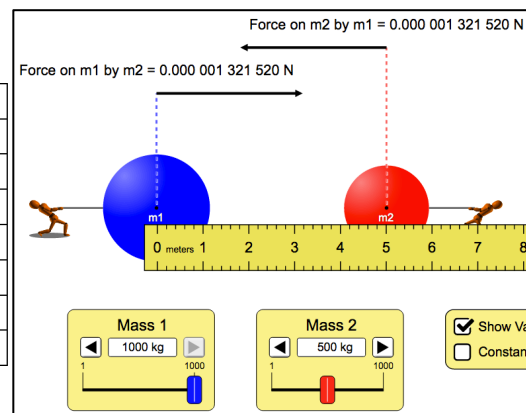 Force on m2 by m1 = 0.000 001 321 520 N
Force on m1 by m2 = 0.000 001 321 520 N
m1
m2
0 meters 1 2 3 4 5 6 7 8
Mass 1
1000 kg
1 1000
Mass 2
500 kg
1 1000
Show